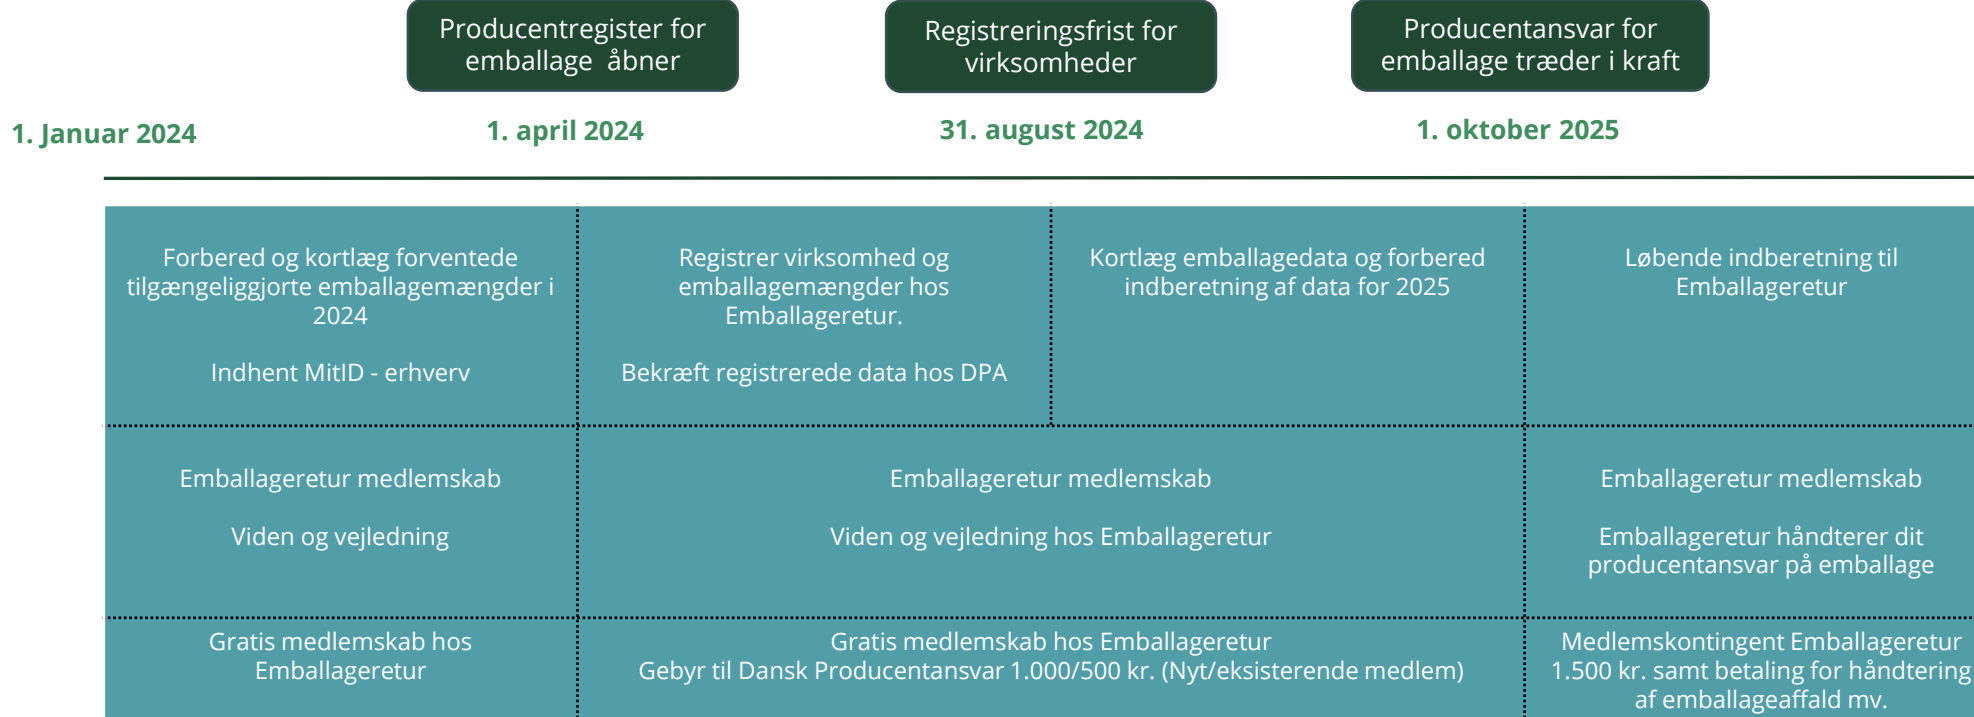 Producentregister for
emballage åbner
Registreringsfrist for
virksomheder
Producentansvar for
emballage træder i kraft
1. Januar 2024
1. april 2024
31. august 2024
1. oktober 2025
Forbered og kortlæg forventede
tilgængeliggjorte emballagemængder i
2024
Indhent MitID - erhverv
Registrer virksomhed og
emballagemængder hos
Emballageretur.
Bekræft registrerede data hos DPA
Kortlæg emballagedata og forbered
indberetning af data for 2025
Løbende indberetning til
Emballageretur
Emballageretur medlemskab
Viden og vejledning
Emballageretur medlemskab
Viden og vejledning hos Emballageretur
Emballageretur medlemskab
Emballageretur håndterer dit
producentansvar på emballage
Gratis medlemskab hos
Emballageretur
Gratis medlemskab hos Emballageretur
Gebyr til Dansk Producentansvar 1.000/500 kr. (Nyt/eksisterende medlem)
Medlemskontingent Emballageretur
1.500 kr. samt betaling for håndtering
af emballageaffald mv.